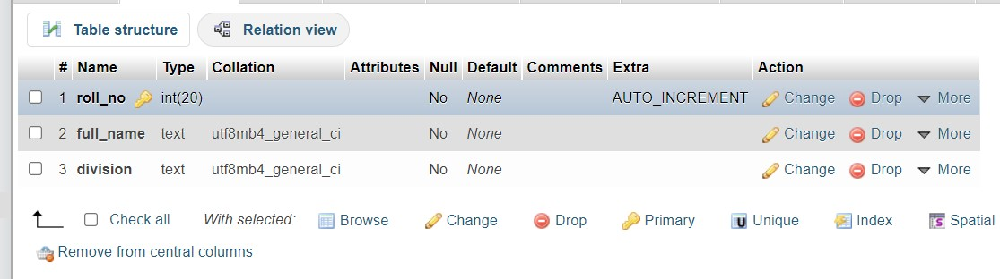 Table structure Relation view
# Name Type Collation Attributes Null Default Comments Extra Action
1 roll_no int(20) No None AUTO_INCREMENT Change Drop More
2 full_name text utf8mb4_general_ci No None Change Drop More
3 division text utf8mb4_general_ci No None Change Drop More
Check all With selected: Browse Change Drop Primary U Unique Index S Spatial
Remove from central columns